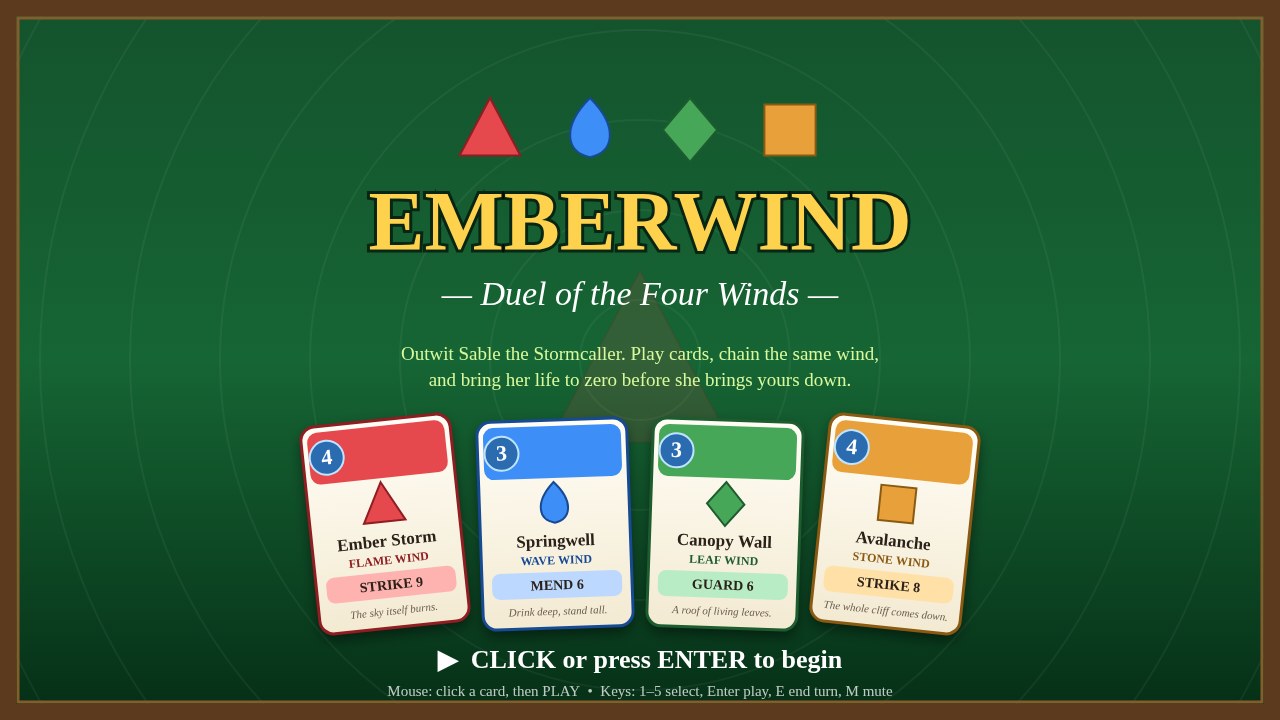 EMBERWIND
— Duel of the Four Winds —
Outwit Sable the Stormcaller. Play cards, chain the same wind,
and bring her life to zero before she brings yours down.
4
Ember Storm
FLAME WIND
STRIKE 9
The sky itself burns.
3
Springwell
WAVE WIND
MEND 6
Drink deep, stand tall.
3
Canopy Wall
LEAF WIND
GUARD 6
A roof of living leaves.
4
Avalanche
STONE WIND
STRIKE 8
The whole cliff comes down.
▶ CLICK or press ENTER to begin
Mouse: click a card, then PLAY • Keys: 1–5 select, Enter play, E end turn, M mute